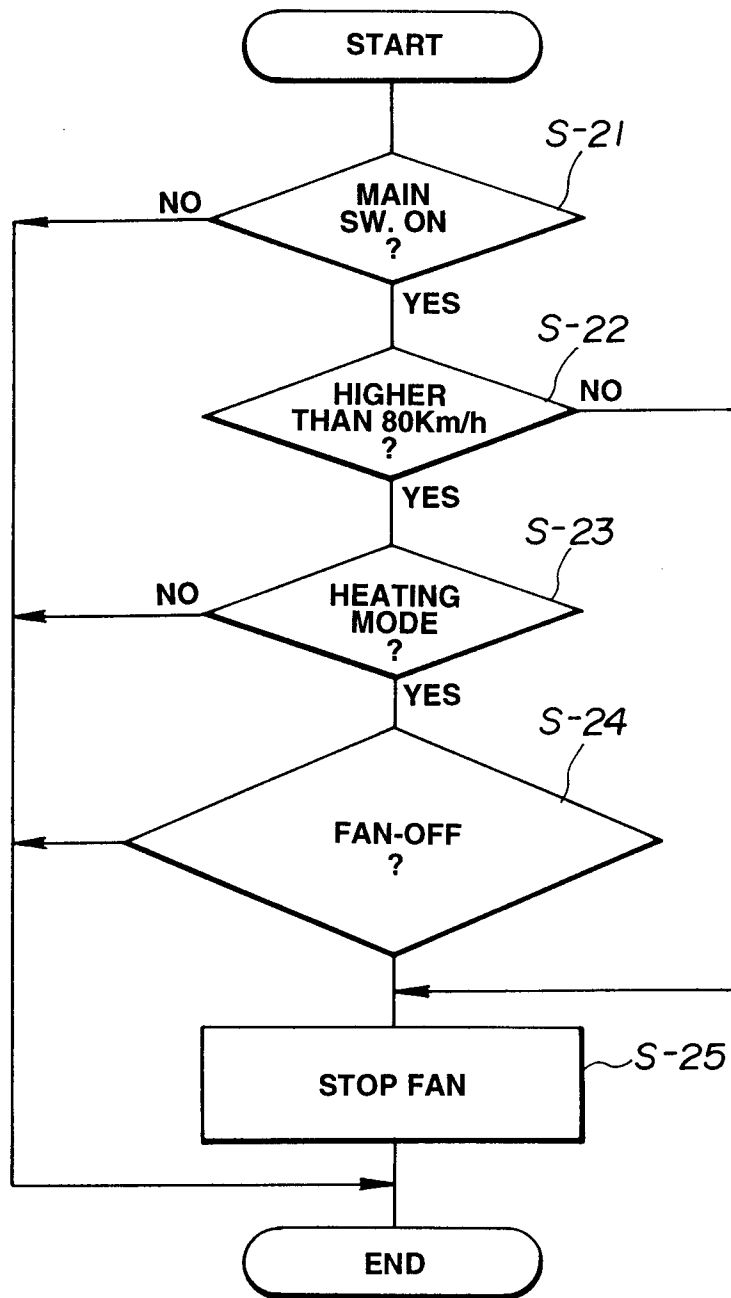 START
S-21
MAIN
SW. ON
?
NO
YES
S-22
HIGHER
THAN 80Km/h
?
NO
YES
S-23
HEATING
MODE
?
NO
YES
S-24
FAN-OFF
?
STOP FAN
S-25
END